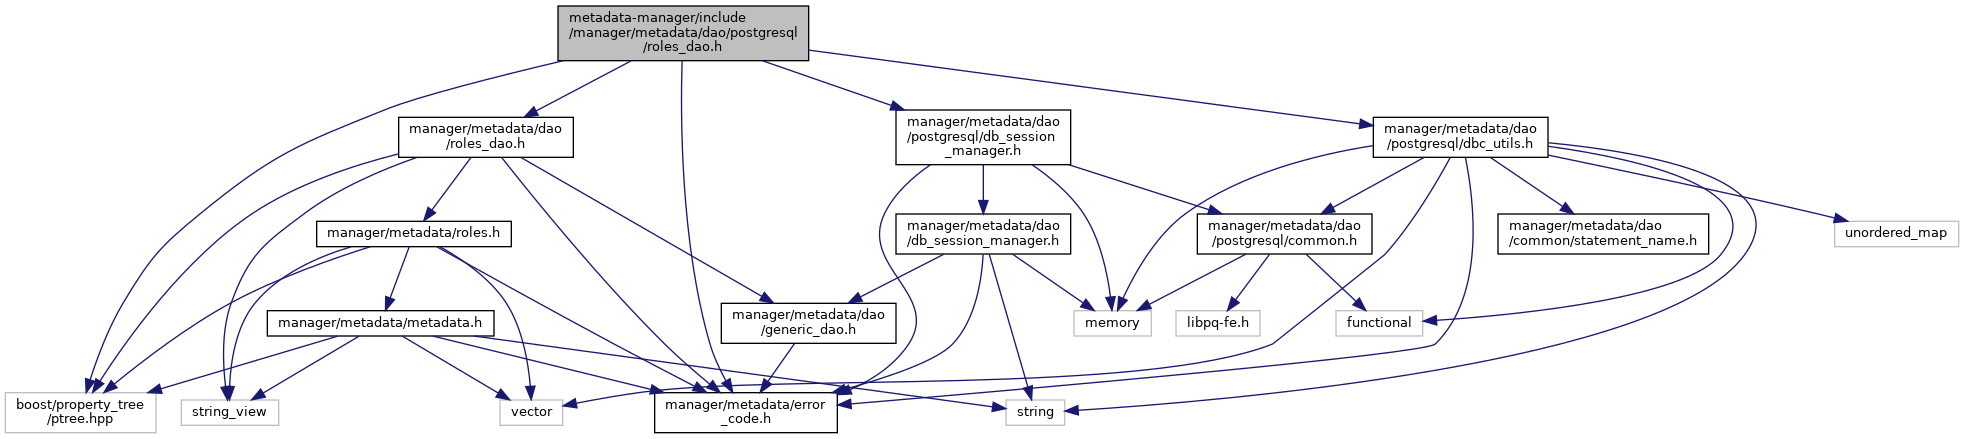 metadata-manager/include
/manager/metadata/dao/postgresql
/roles_dao.h
manager/metadata/dao
/roles_dao.h
manager/metadata/dao
/postgresql/db_session
_manager.h
manager/metadata/dao
/postgresql/dbc_utils.h
manager/metadata/roles.h
manager/metadata/dao
/db_session_manager.h
manager/metadata/dao
/postgresql/common.h
manager/metadata/dao
/common/statement_name.h
unordered_map
manager/metadata/metadata.h
manager/metadata/dao
/generic_dao.h
memory
libpq-fe.h
functional
boost/property_tree
/ptree.hpp
string_view
vector
manager/metadata/error
_code.h
string